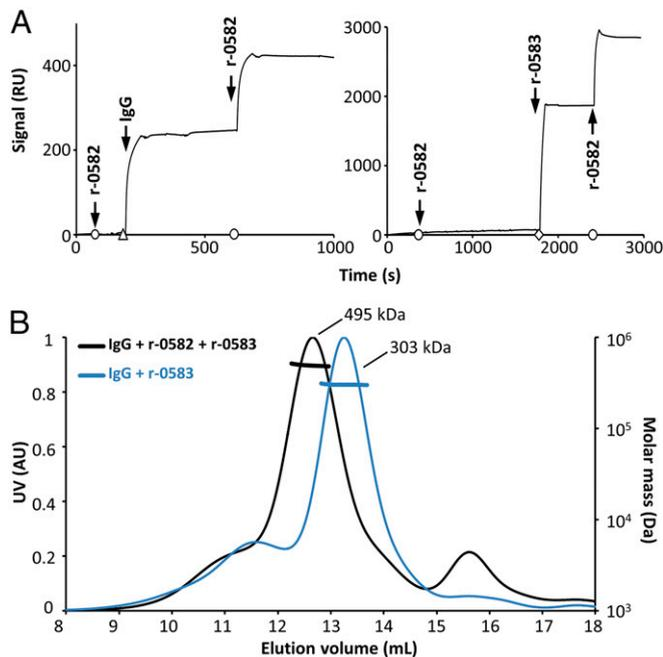 A
Signal (RU)
400
200
0
r-0582
IgG
r-0582
0
500
1000
3000
2000
1000
0
r-0582
r-0583
r-0582
0
1000
2000
3000
Time (s)
B
495 kDa
IgG + r-0582 + r-0583
303 kDa
IgG + r-0583
UV (AU)
1
0.8
0.6
0.4
0.2
0
10⁶
10⁵
10⁴
10³
Molar mass (Da)
8 9 10 11 12 13 14 15 16 17 18
Elution volume (mL)